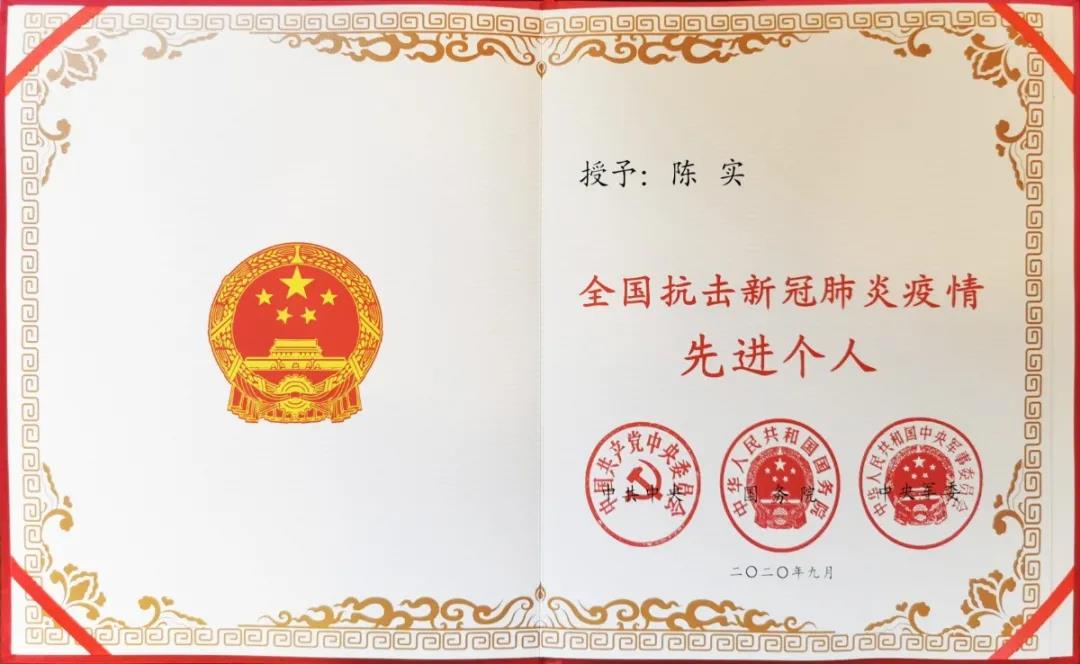 授予：陈 实
全国抗击新冠肺炎疫情
先进个人
中国共产党中央委员会
中共中央
中华人民共和国国务院
国务院
中华人民共和国中央军事委员会
中央军委
二〇二〇年九月